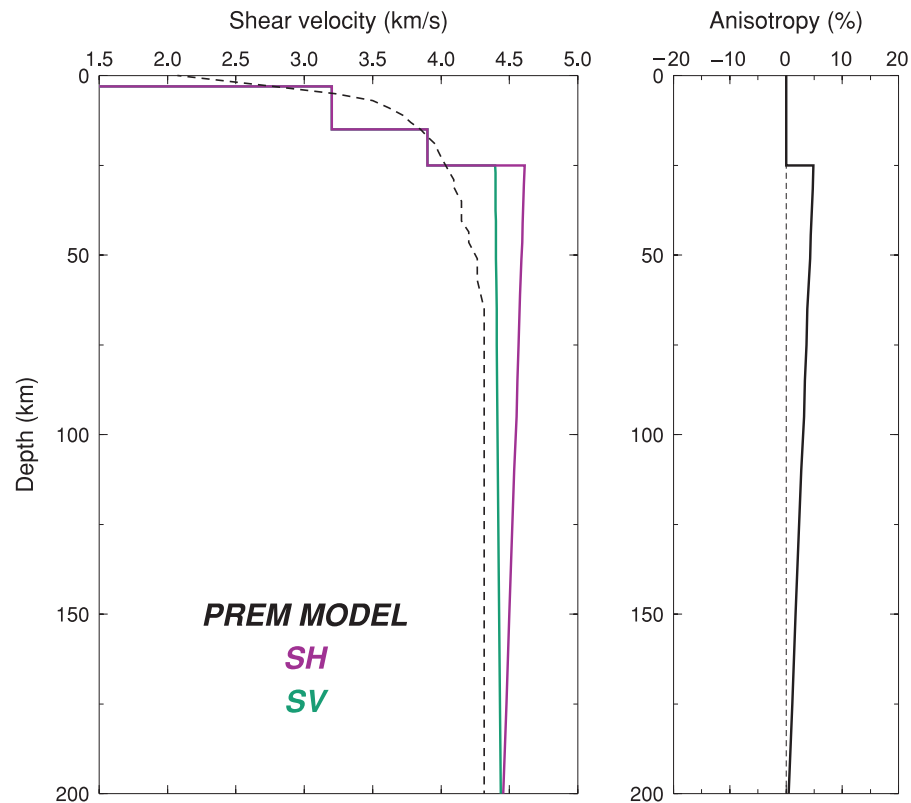 Shear velocity (km/s)
Anisotropy (%)
1.5 2.0 2.5 3.0 3.5 4.0 4.5 5.0
−20 −10 0 10 20
0
0
50
50
100
100
150
150
200
200
Depth (km)
PREM MODEL
SH
SV